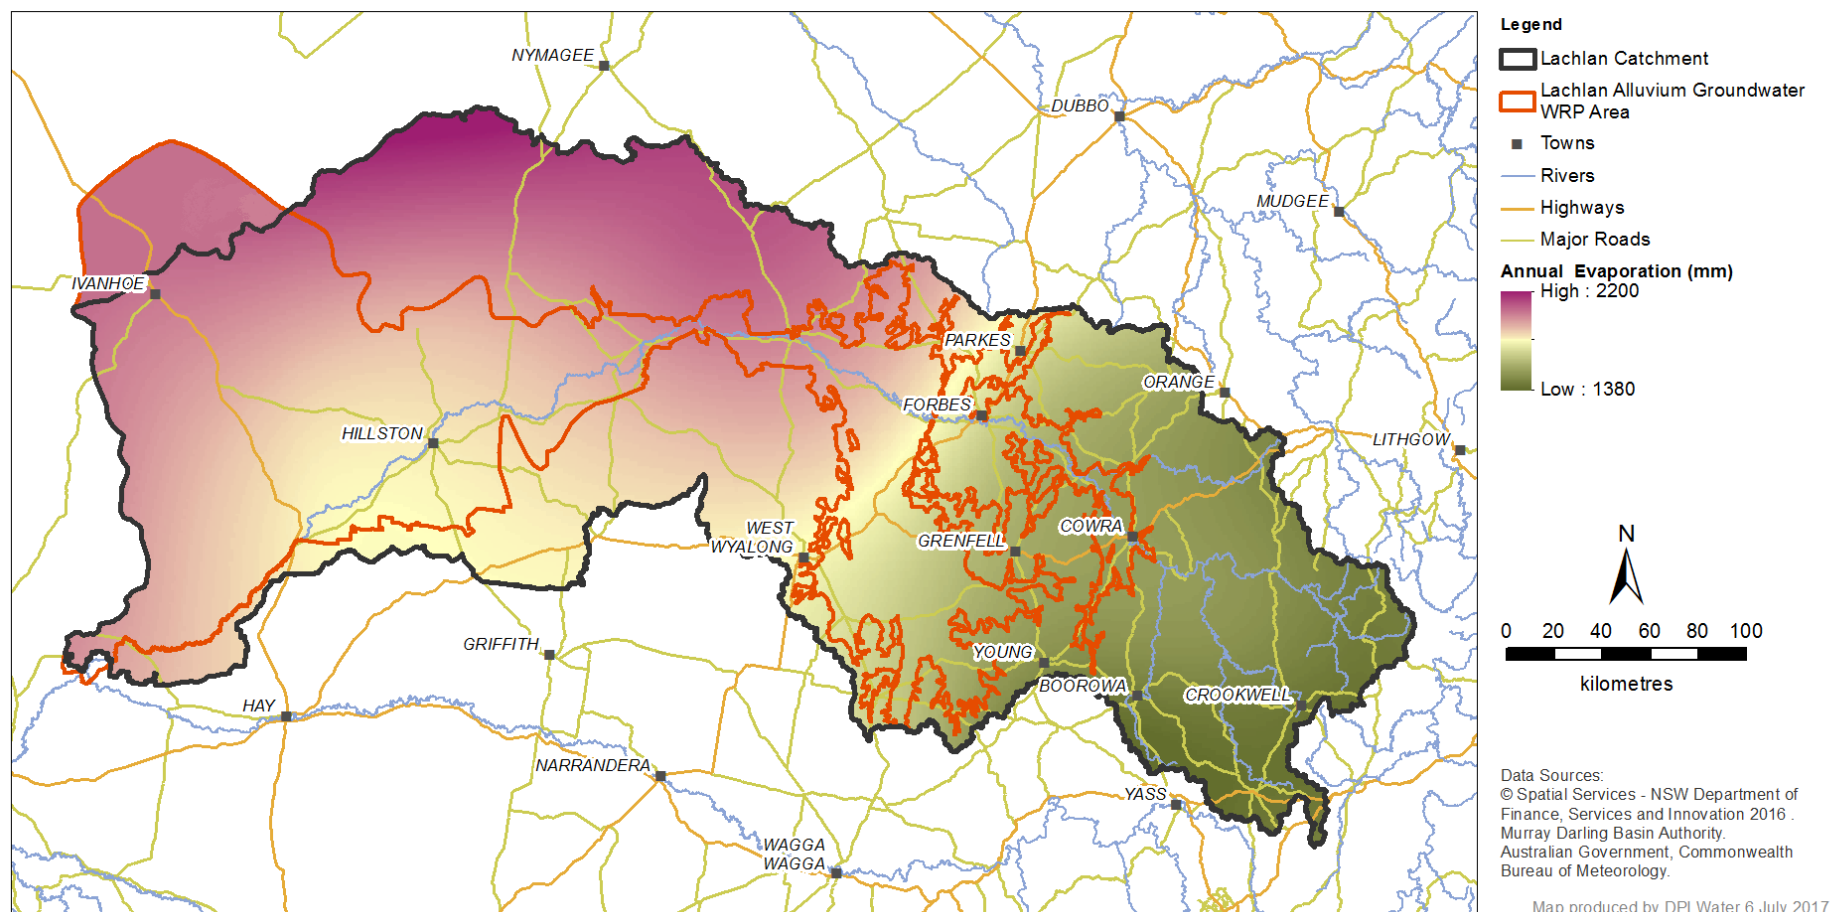 NYMAGEE
DUBBO
MUDGEE
IVANHOE
PARKES
ORANGE
FORBES
HILLSTON
LITHGOW
WEST
WYALONG
GRENFELL
COWRA
GRIFFITH
YOUNG
BOOROWA
CROOKWELL
HAY
NARRANDERA
YASS
WAGGA
WAGGA
Legend
Lachlan Catchment
Lachlan Alluvium Groundwater
WRP Area
Towns
Rivers
Highways
Major Roads
Annual Evaporation (mm)
High : 2200
Low : 1380
N
0 20 40 60 80 100
kilometres
Data Sources:
© Spatial Services - NSW Department of
Finance, Services and Innovation 2016 .
Murray Darling Basin Authority.
Australian Government, Commonwealth
Bureau of Meteorology.
Map produced by DPI Water 6 July 2017